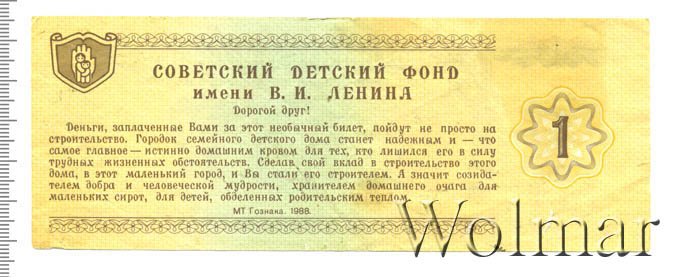 СОВЕТСКИЙ ДЕТСКИЙ ФОНД
имени В. И. ЛЕНИНА
Дорогой друг!
Деньги, заплаченные Вами за этот необычный билет, пойдут не просто на
строительство. Городок семейного детского дома станет надежным и — что
самое главное — истинно домашним кровом для тех, кто лишился его в силу
трудных жизненных обстоятельств. Сделав свой вклад в строительство этого
дома, в этот маленький город, и Вы стали его строителем. А значит созида-
телем добра и человеческой мудрости, хранителем домашнего очага для
маленьких сирот, для детей, обделенных родительским теплом.
МТ Гознака. 1988.
1
Wolmar